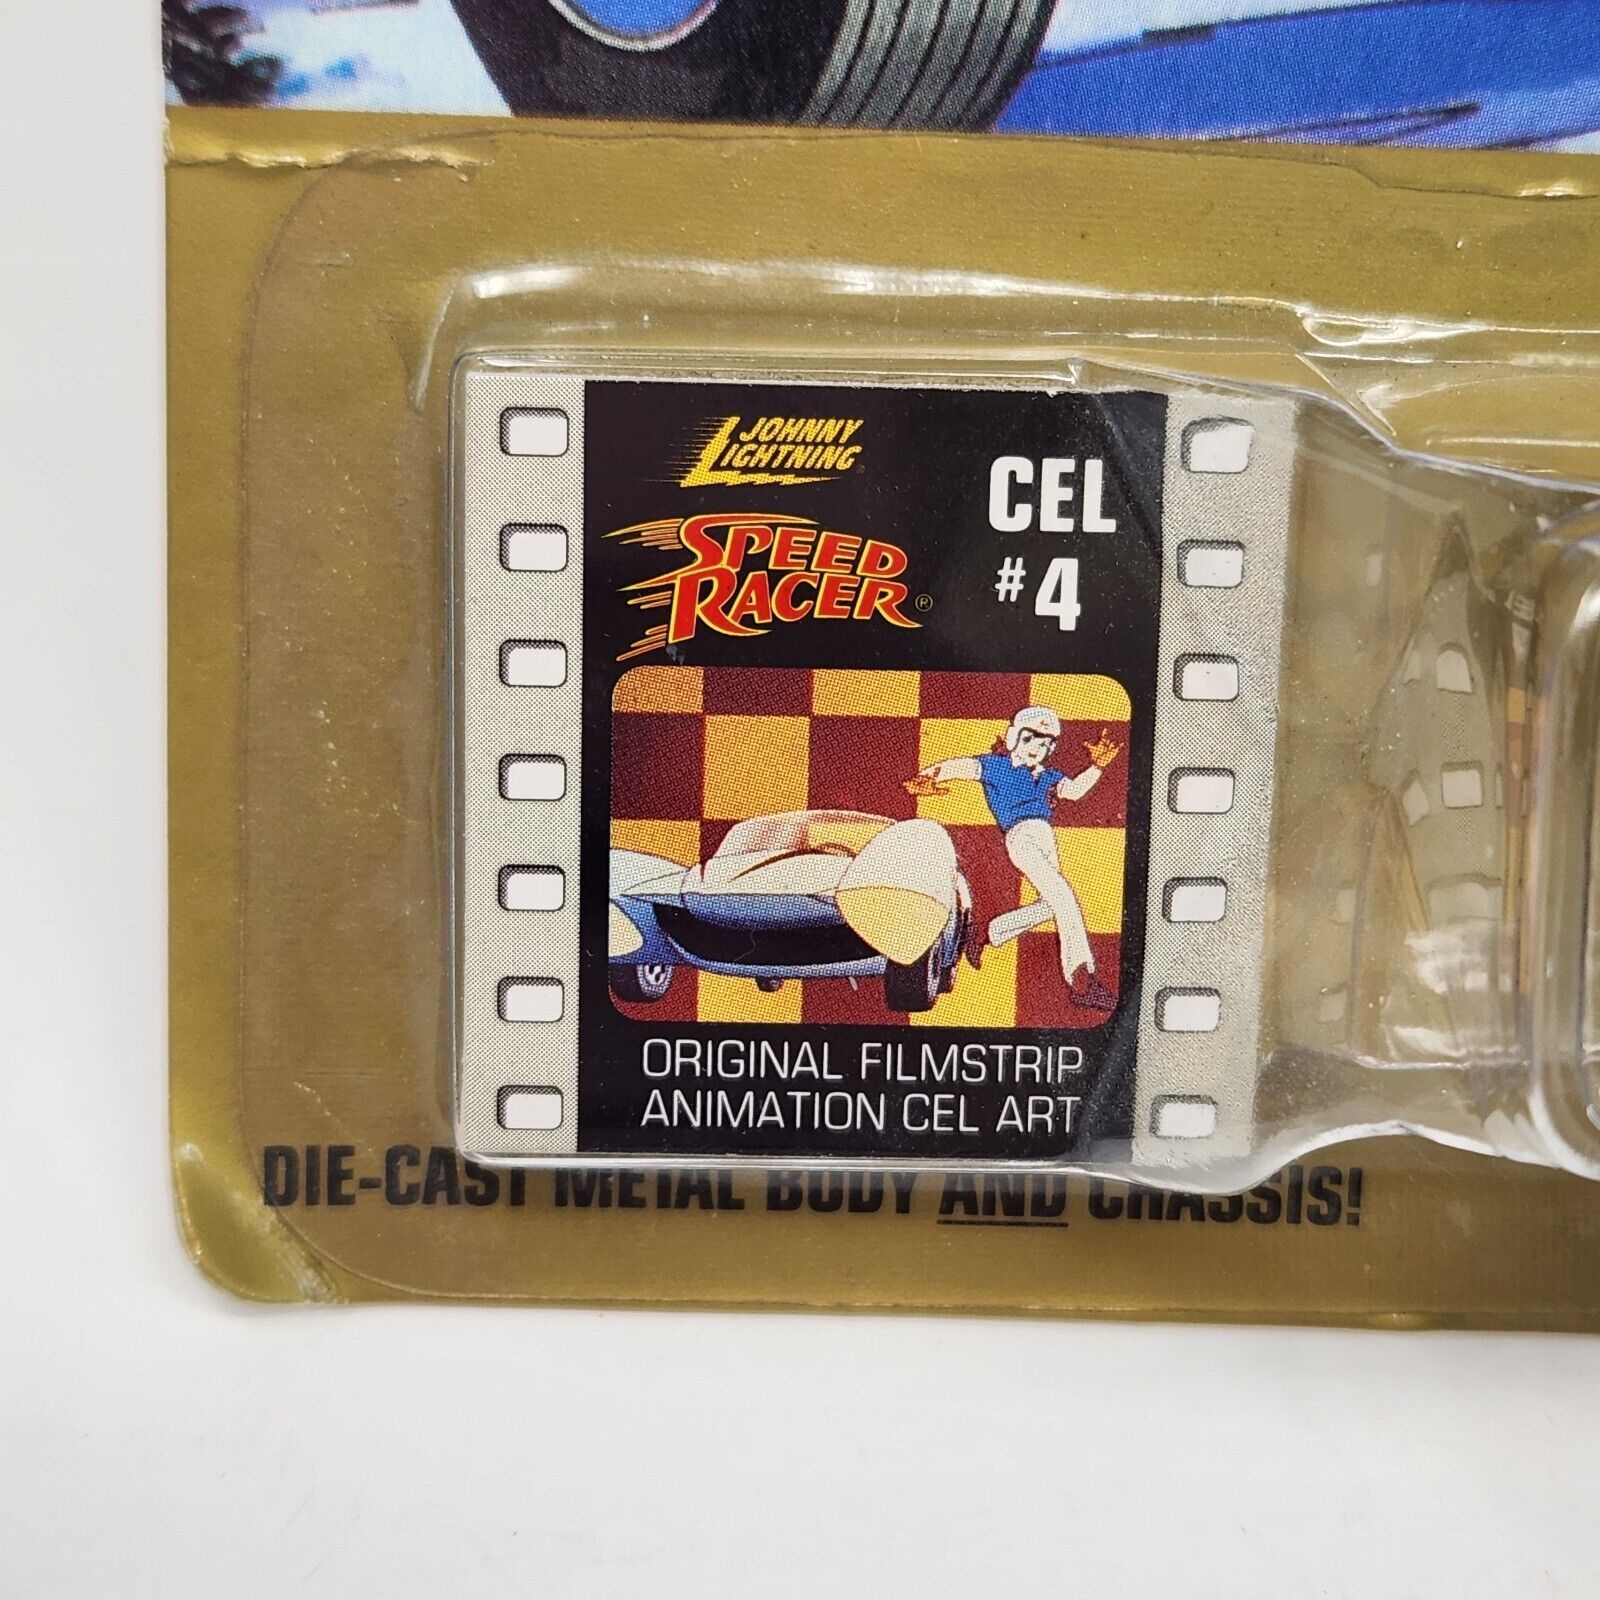 JOHNNY
LIGHTNING
CEL
#4
SPEED
RACER®
ORIGINAL FILMSTRIP
ANIMATION CEL ART
DIE-CAST METAL BODY AND CHASSIS!